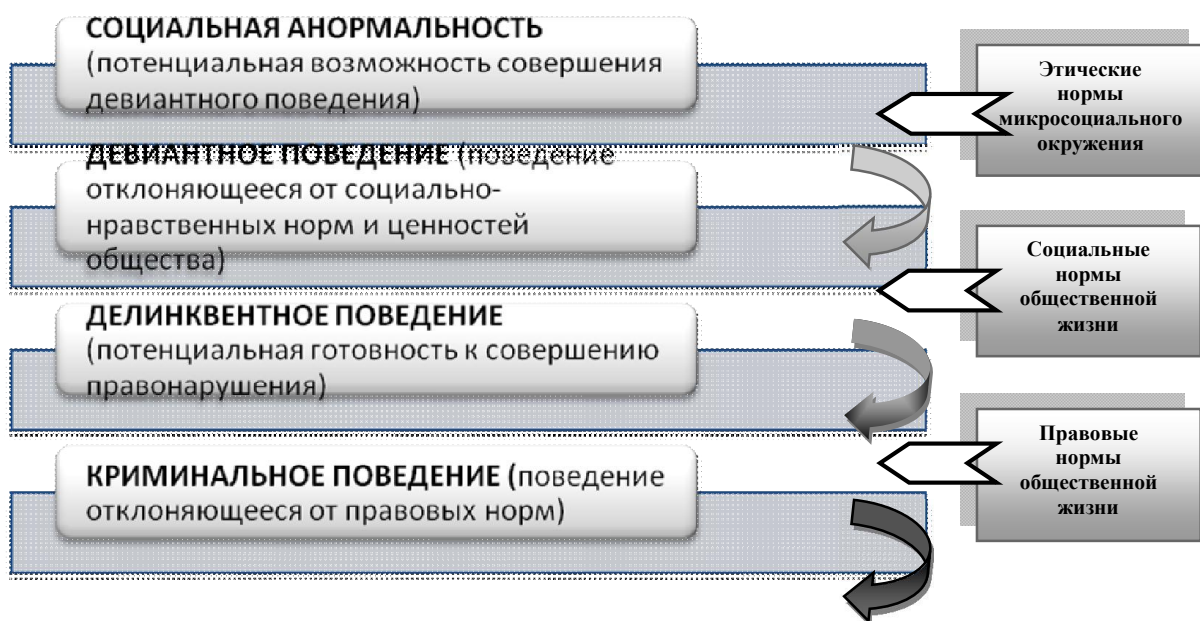 СОЦИАЛЬНАЯ АНОРМАЛЬНОСТЬ
(потенциальная возможность совершения
девиантного поведения)
Этические
нормы
микросоциального
окружения
ДЕВИАНТНОЕ ПОВЕДЕНИЕ (поведение
отклоняющееся от социально-
нравственных норм и ценностей
общества)
Социальные
нормы
общественной
жизни
ДЕЛИНКВЕНТНОЕ ПОВЕДЕНИЕ
(потенциальная готовность к совершению
правонарушения)
Правовые
нормы
общественной
жизни
КРИМИНАЛЬНОЕ ПОВЕДЕНИЕ (поведение
отклоняющееся от правовых норм)